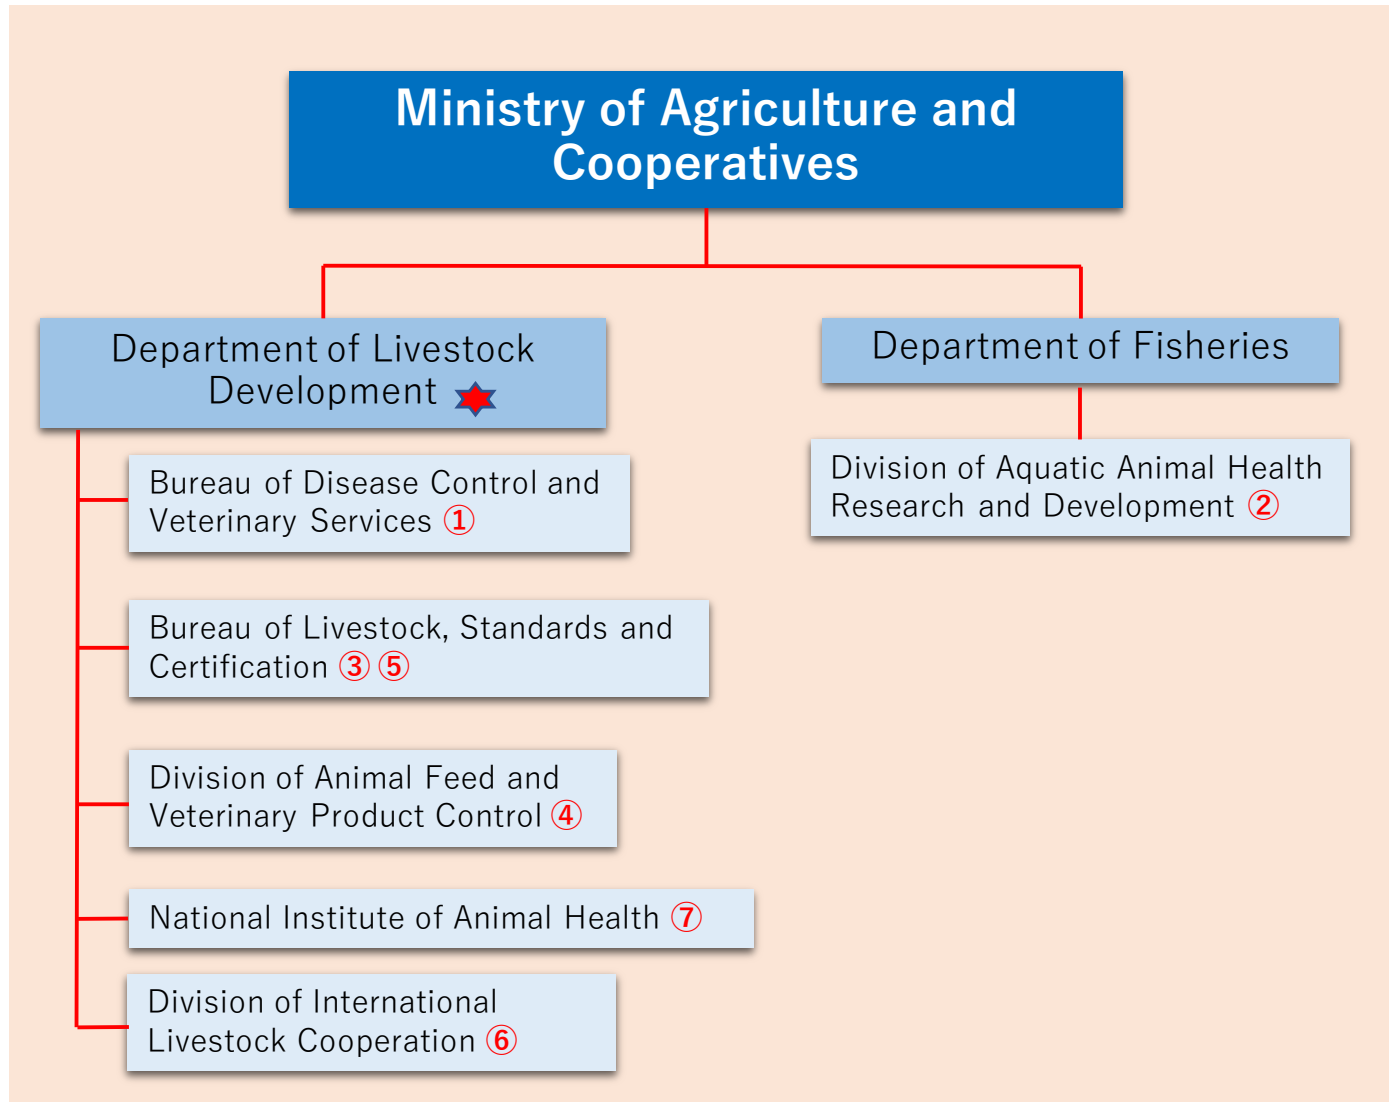 Ministry of Agriculture and
Cooperatives
Department of Livestock
Development
Department of Fisheries
Bureau of Disease Control and
Veterinary Services ①
Division of Aquatic Animal Health
Research and Development ②
Bureau of Livestock, Standards and
Certification ③ ⑤
Division of Animal Feed and
Veterinary Product Control ④
National Institute of Animal Health ⑦
Division of International
Livestock Cooperation ⑥